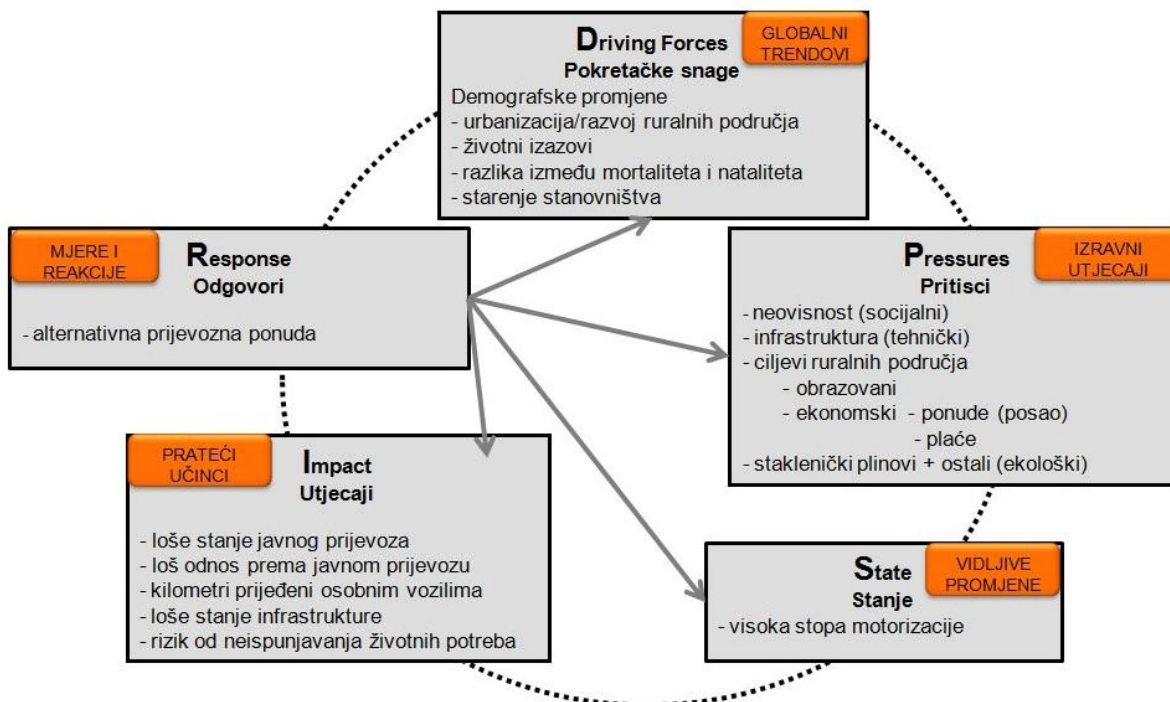 Driving Forces
Pokretačke snage
GLOBALNI
TRENDOVI
Demografske promjene
- urbanizacija/razvoj ruralnih područja
- životni izazovi
- razlika između mortaliteta i nataliteta
- starenje stanovništva
MJERE I
REAKCIJE
Response
Odgovori
- alternativna prijevozna ponuda
Pressures
Pritisci
IZRAVNI
UTJECAJI
- neovisnost (socijalni)
- infrastruktura (tehnički)
- ciljevi ruralnih područja
- obrazovani
- ekonomski - ponude (posao)
- plaće
- staklenički plinovi + ostali (ekološki)
PRATEĆI
UČINCI
Impact
Utjecaji
- loše stanje javnog prijevoza
- loš odnos prema javnom prijevozu
- kilometri prijeđeni osobnim vozilima
- loše stanje infrastrukture
- rizik od neispunjavanja životnih potreba
State
Stanje
VIDLJIVE
PROMJENE
- visoka stopa motorizacije